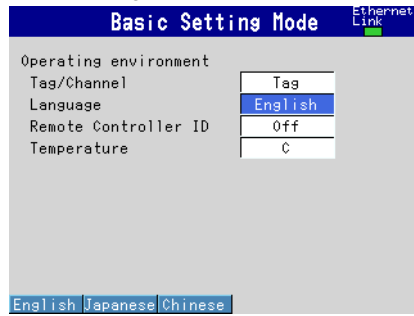 Basic Setting Mode Ethernet
Link
Operating environment
Tag/Channel Tag
Language English
Remote Controller ID Off
Temperature C
English Japanese Chinese